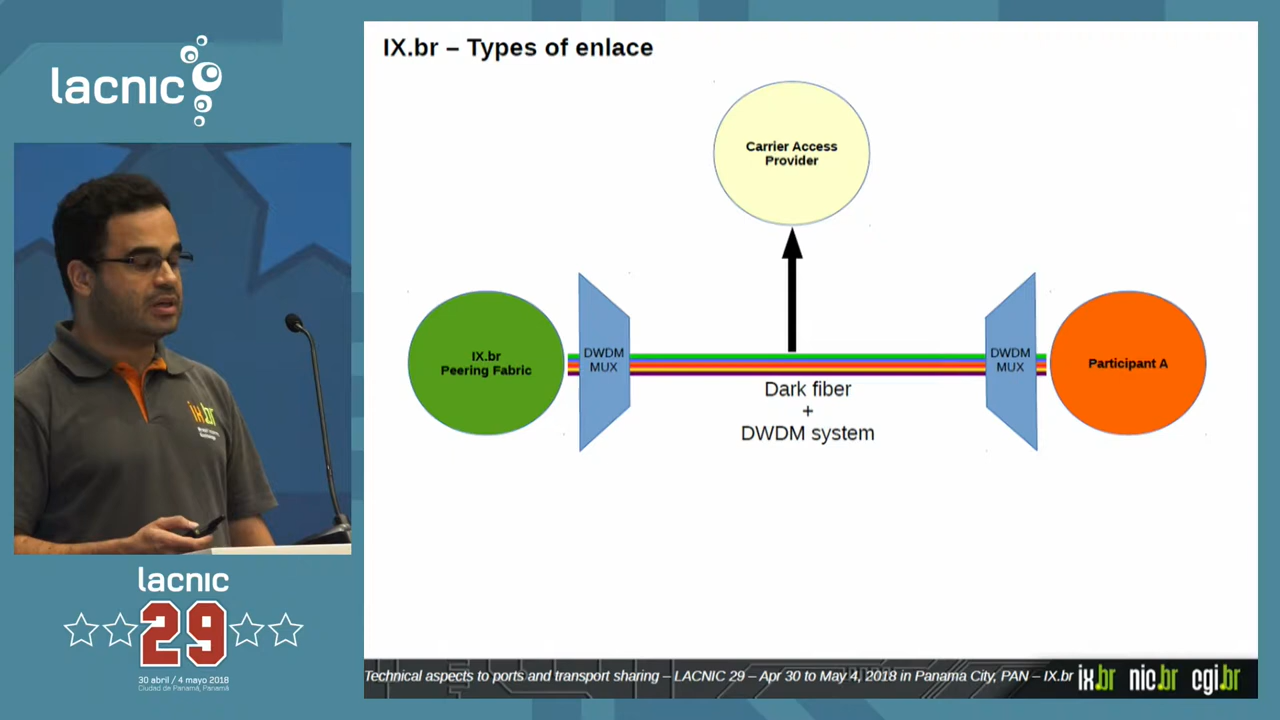 lacnic
IX.br – Types of enlace
Carrier Access
Provider
IX.br
Peering Fabric
DWDM
MUX
DWDM
MUX
Participant A
Dark fiber
+
DWDM system
ix.br
lacnic
29
30 abril / 4 mayo 2018
Ciudad de Panamá, Panamá
Technical aspects to ports and transport sharing – LACNIC 29 – Apr 30 to May 4, 2018 in Panama City, PAN – IX.br
ix.br nic.br cgi.br